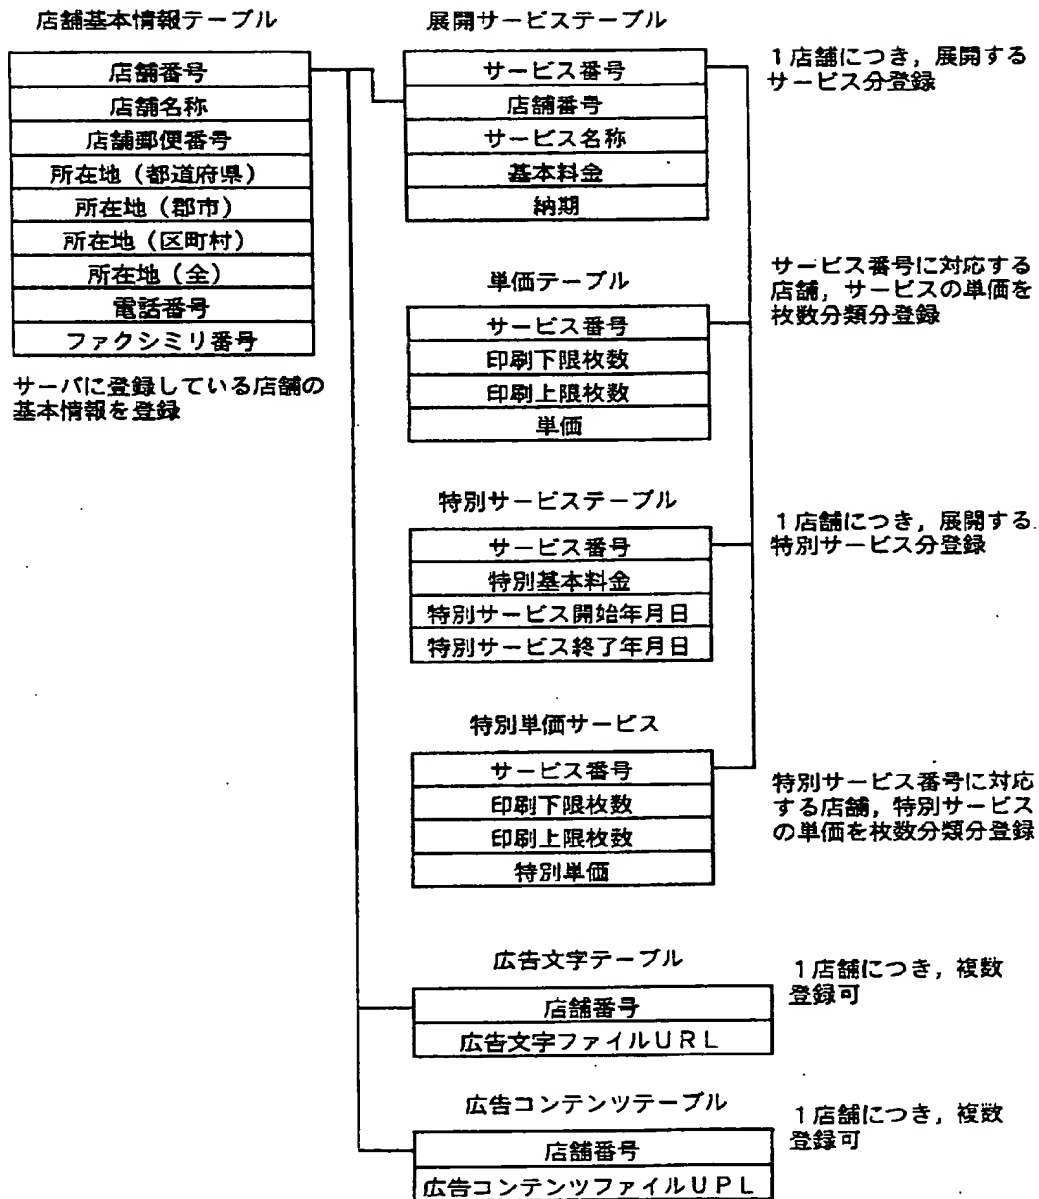 店舗基本情報テーブル
店舗番号
店舗名称
店舗郵便番号
所在地（都道府県）
所在地（郡市）
所在地（区町村）
所在地（全）
電話番号
ファクシミリ番号
サーバに登録している店舗の
基本情報を登録
展開サービステーブル
サービス番号
店舗番号
サービス名称
基本料金
納期
1店舗につき，展開する
サービス分登録
単価テーブル
サービス番号
印刷下限枚数
印刷上限枚数
単価
サービス番号に対応する
店舗，サービスの単価を
枚数分類分登録
特別サービステーブル
サービス番号
特別基本料金
特別サービス開始年月日
特別サービス終了年月日
1店舗につき，展開する
特別サービス分登録
特別単価サービス
サービス番号
印刷下限枚数
印刷上限枚数
特別単価
特別サービス番号に対応
する店舗，特別サービス
の単価を枚数分類分登録
広告文字テーブル
店舗番号
広告文字ファイルＵＲＬ
1店舗につき，複数
登録可
広告コンテンツテーブル
店舗番号
広告コンテンツファイルＵＰＬ
1店舗につき，複数
登録可